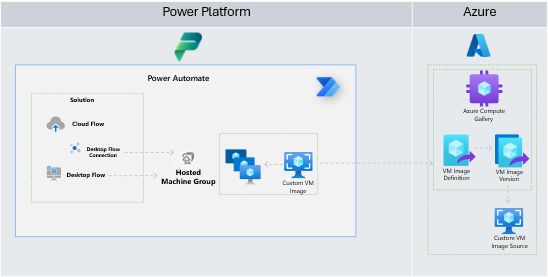 Power Platform
Azure
Power Automate
Solution
Cloud Flow
Desktop Flow
Connection
Desktop Flow
Hosted
Machine Group
Custom VM
Image
Azure Compute
Gallery
VM Image
Definition
VM Image
Version
Custom VM
Image Source